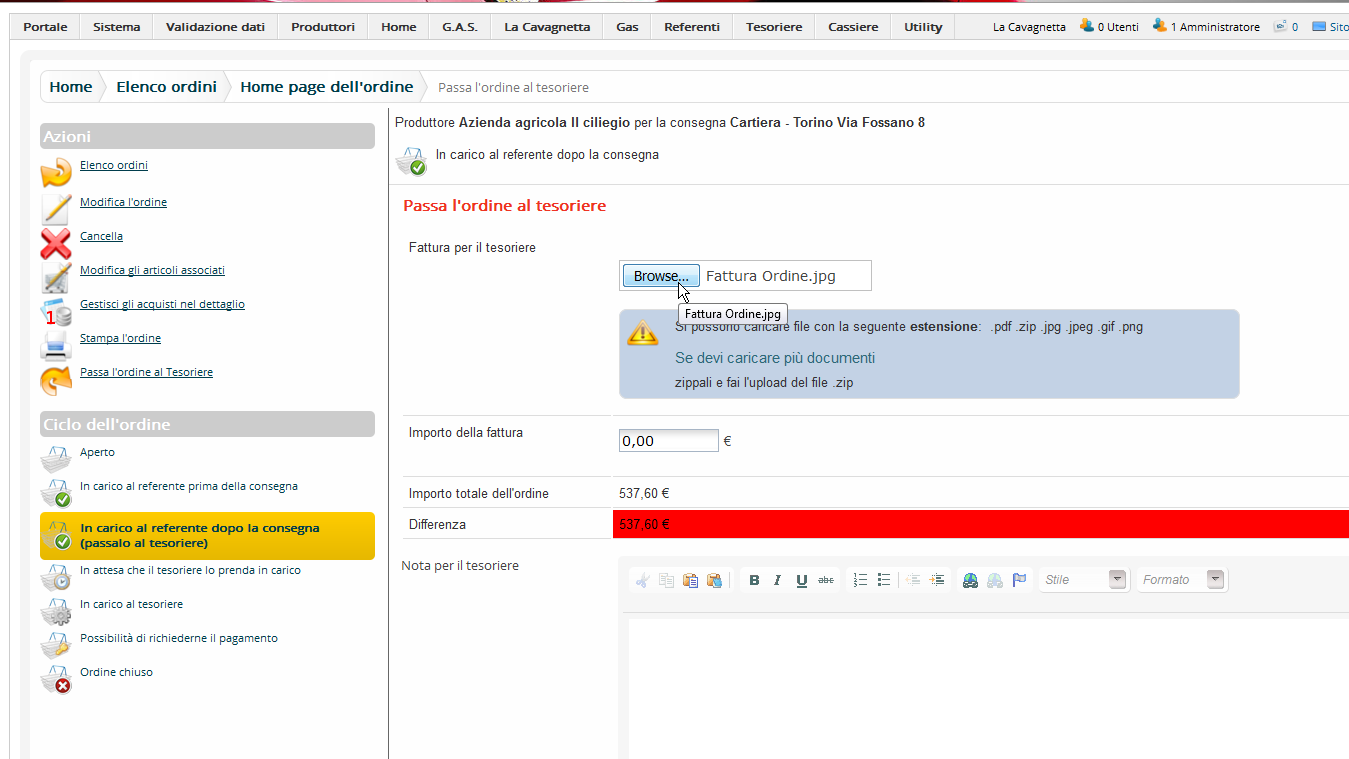 Portale Sistema Validazione dati Produttori Home G.A.S. La Cavagnetta Gas Referenti Tesoriere Cassiere Utility La Cavagnetta 0 Utenti 1 Amministratore 0 Sito
Home Elenco ordini Home page dell'ordine Passa l'ordine al tesoriere
Azioni
Elenco ordini
Modifica l'ordine
Cancella
Modifica gli articoli associati
1
Gestisci gli acquisti nel dettaglio
Stampa l'ordine
Passa l'ordine al Tesoriere
Ciclo dell'ordine
Aperto
In carico al referente prima della consegna
In carico al referente dopo la consegna
(passalo al tesoriere)
In attesa che il tesoriere lo prenda in carico
In carico al tesoriere
Possibilità di richiederne il pagamento
Ordine chiuso
Produttore Azienda agricola Il ciliegio per la consegna Cartiera - Torino Via Fossano 8
In carico al referente dopo la consegna
Passa l'ordine al tesoriere
Fattura per il tesoriere
Browse... Fattura Ordine.jpg
Fattura Ordine.jpg
Si possono caricare file con la seguente estensione: .pdf .zip .jpg .jpeg .gif .png
Se devi caricare più documenti
zippali e fai l'upload del file .zip
Importo della fattura
0,00 €
Importo totale dell'ordine 537,60 €
Differenza 537,60 €
Nota per il tesoriere
B I U abc Stile Formato